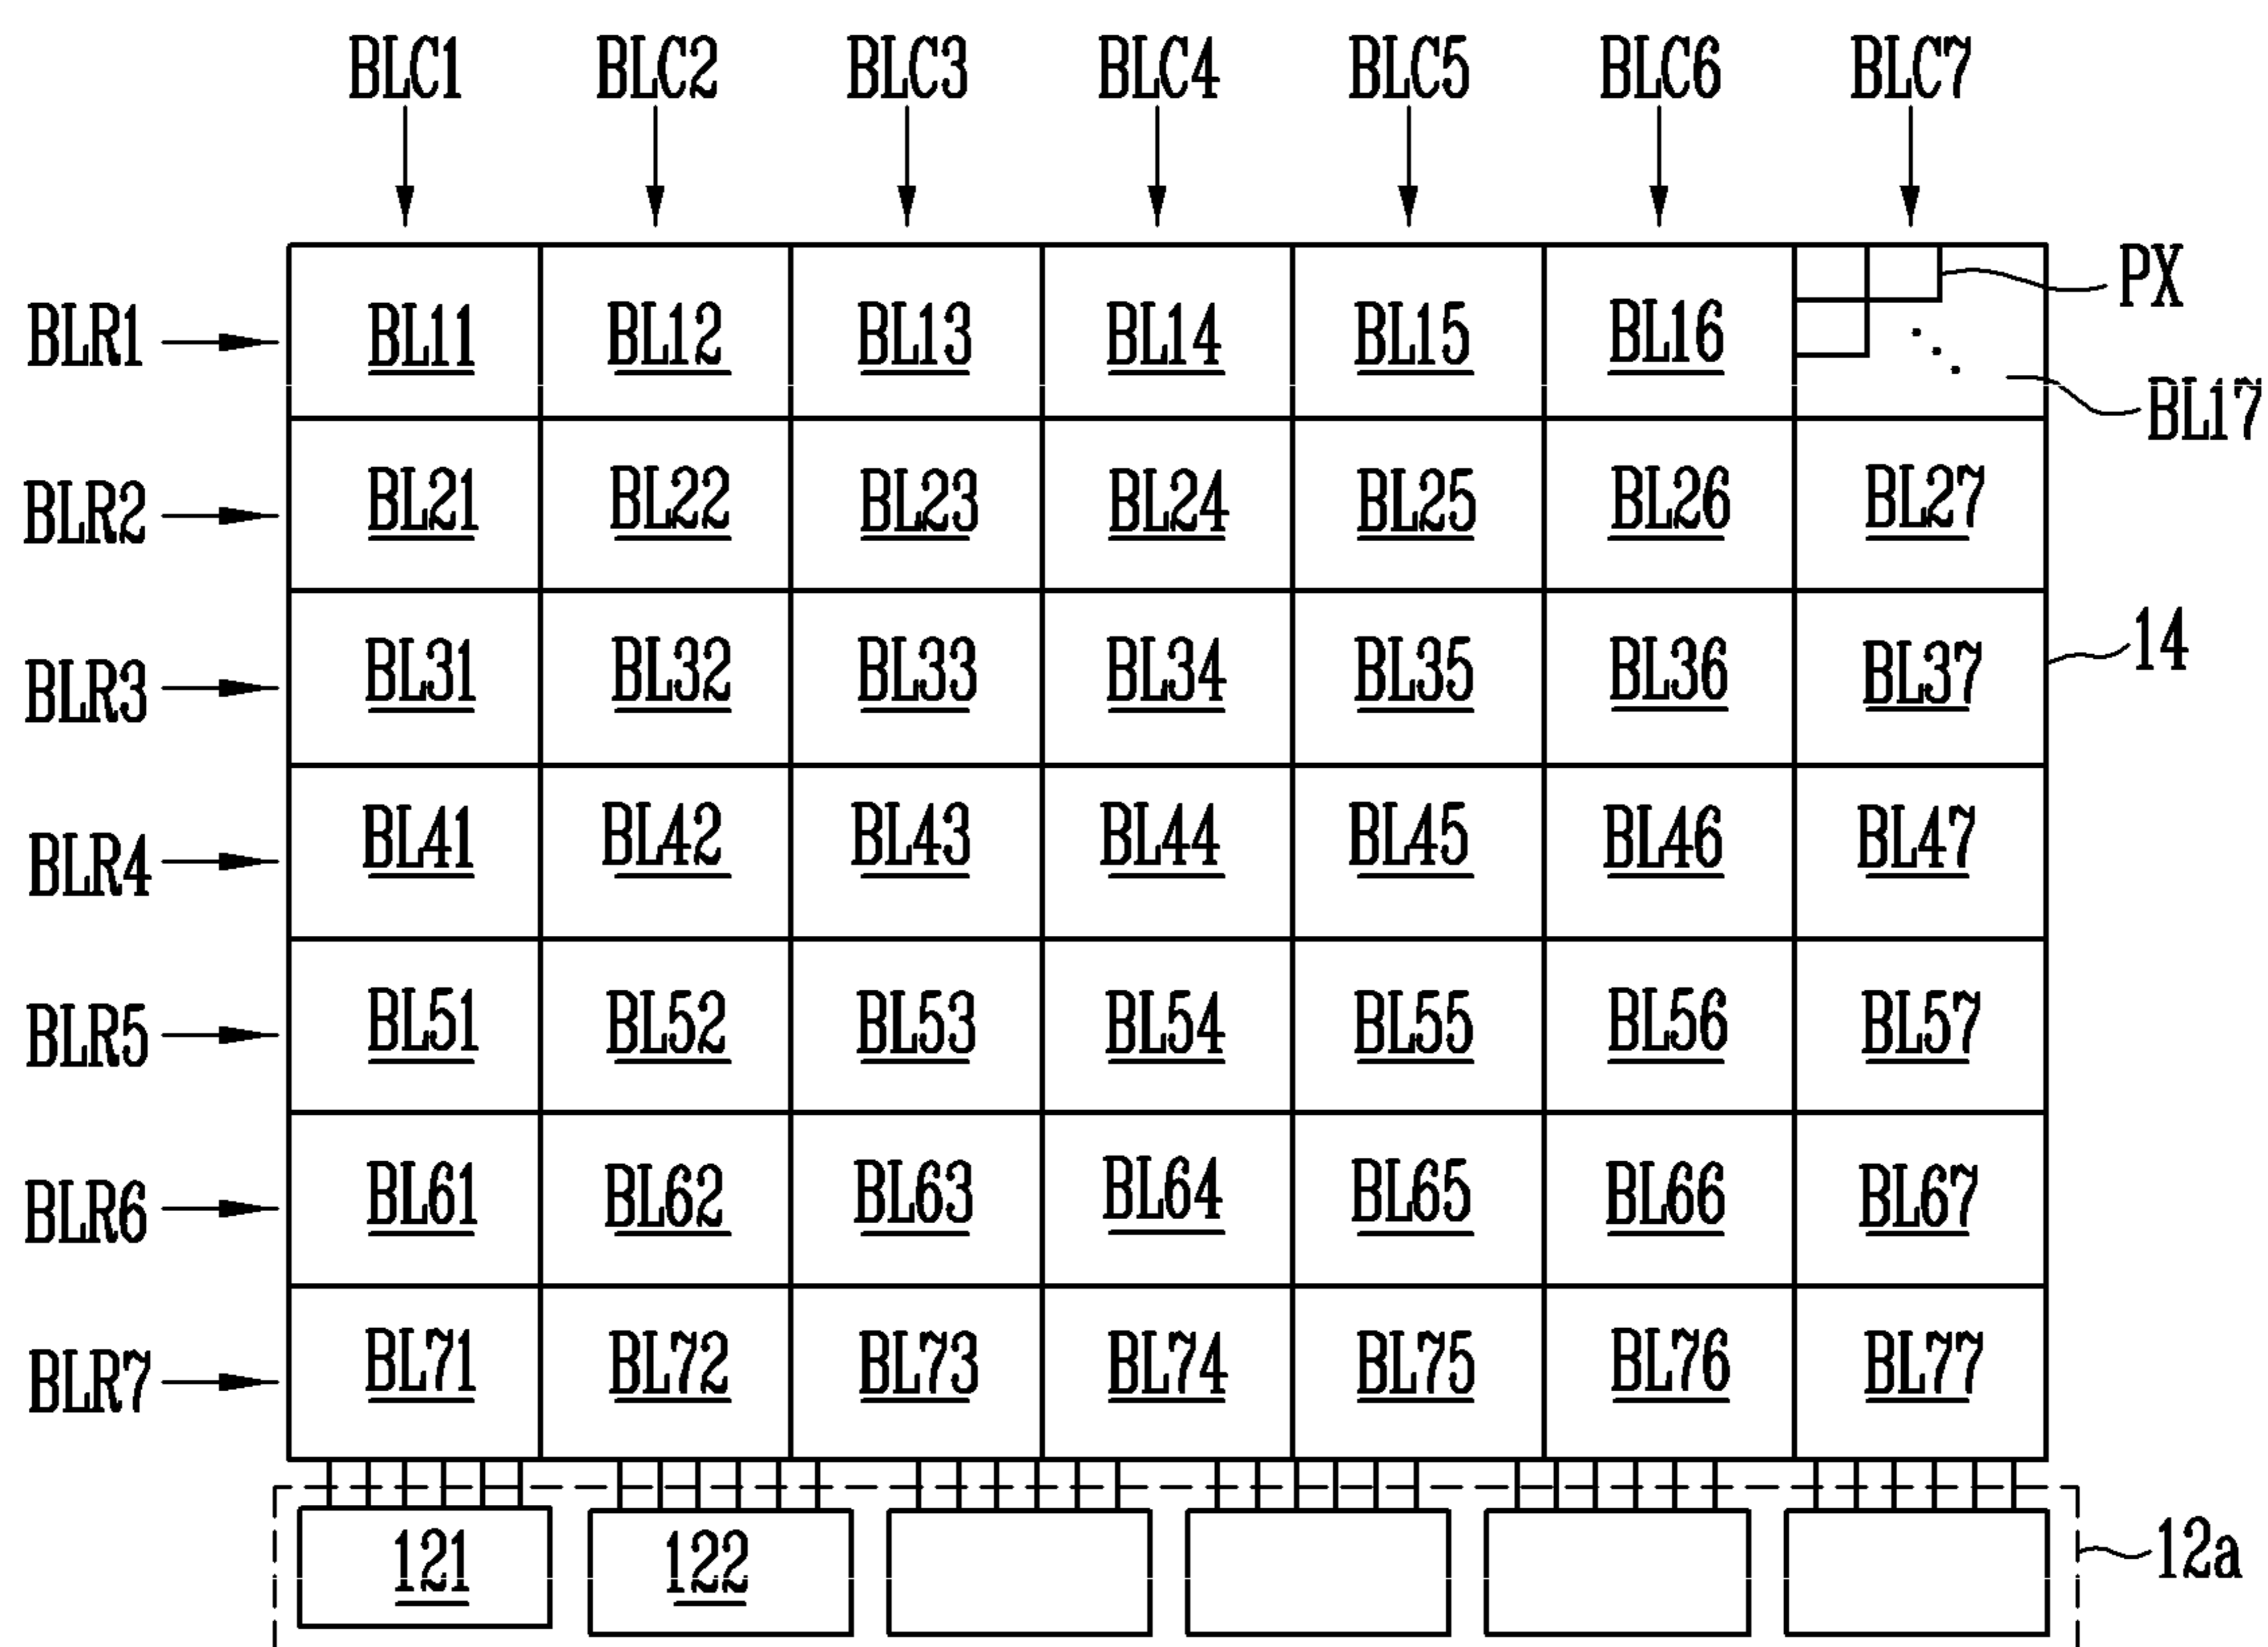 BLC1 BLC2 BLC3 BLC4 BLC5 BLC6 BLC7
PX
BLR1 BL11 BL12 BL13 BL14 BL15 BL16
BL17
BLR2 BL21 BL22 BL23 BL24 BL25 BL26 BL27
BLR3 BL31 BL32 BL33 BL34 BL35 BL36 BL37 14
BLR4 BL41 BL42 BL43 BL44 BL45 BL46 BL47
BLR5 BL51 BL52 BL53 BL54 BL55 BL56 BL57
BLR6 BL61 BL62 BL63 BL64 BL65 BL66 BL67
BLR7 BL71 BL72 BL73 BL74 BL75 BL76 BL77
121 122 12a